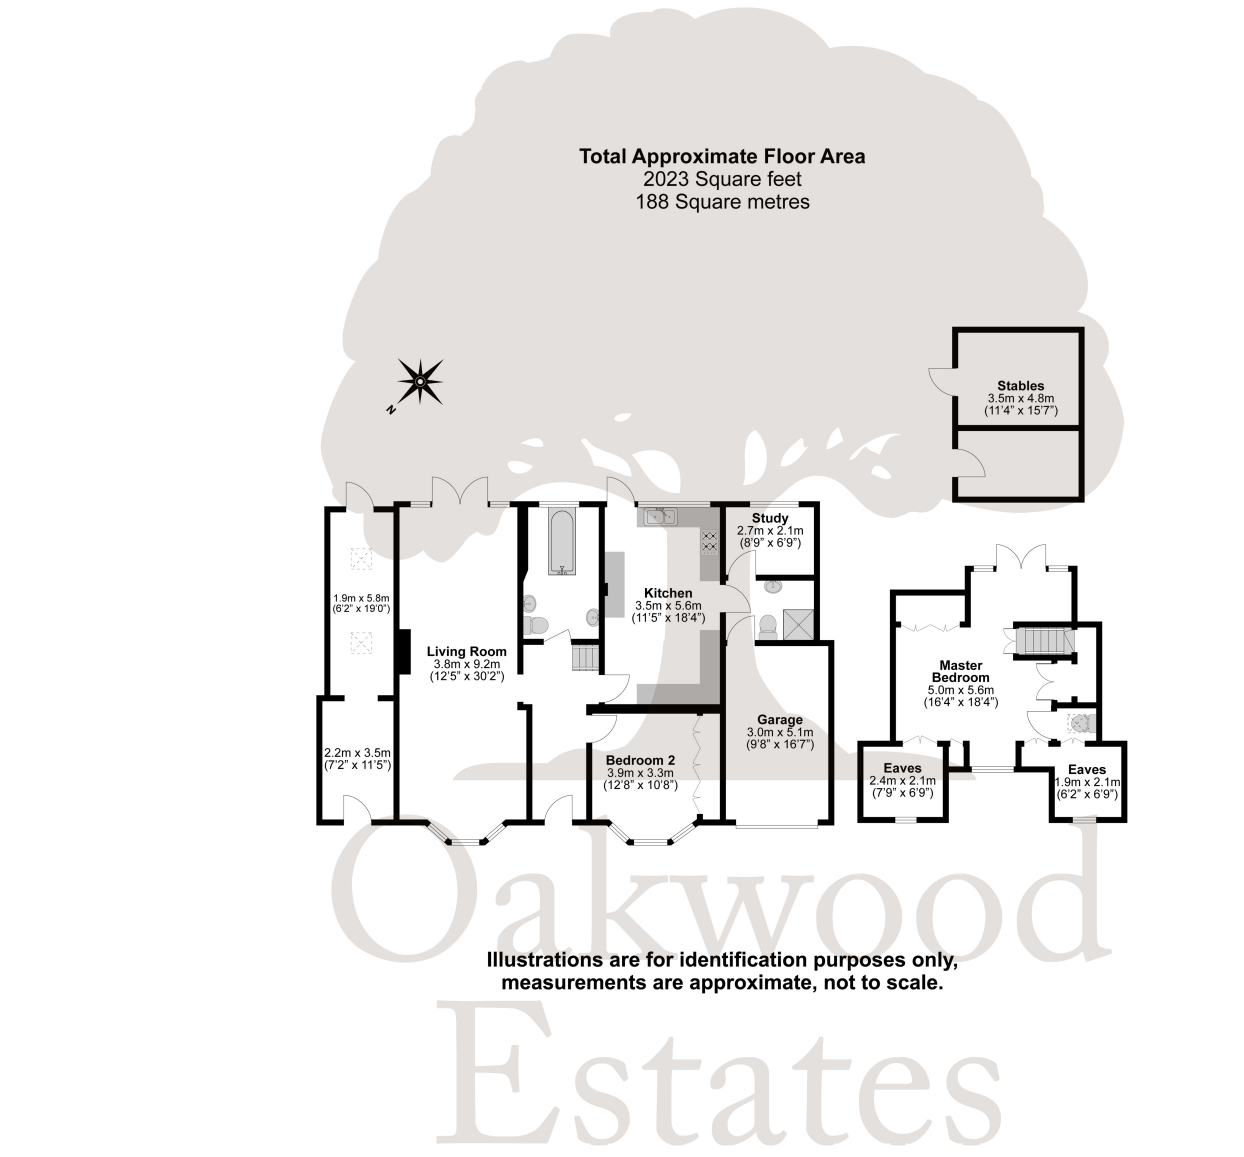 Total Approximate Floor Area
2023 Square feet
188 Square metres
N
Stables
3.5m x 4.8m
(11'4" x 15'7")
Study
2.7m x 2.1m
(8'9" x 6'9")
1.9m x 5.8m
(6'2" x 19'0")
Kitchen
3.5m x 5.6m
(11'5" x 18'4")
Living Room
3.8m x 9.2m
(12'5" x 30'2")
Master
Bedroom
5.0m x 5.6m
(16'4" x 18'4")
Garage
3.0m x 5.1m
(9'8" x 16'7")
2.2m x 3.5m
(7'2" x 11'5")
Bedroom 2
3.9m x 3.3m
(12'8" x 10'8")
Eaves
2.4m x 2.1m
(7'9" x 6'9")
Eaves
1.9m x 2.1m
(6'2" x 6'9")
Oakwood
Illustrations are for identification purposes only,
measurements are approximate, not to scale.
Estates